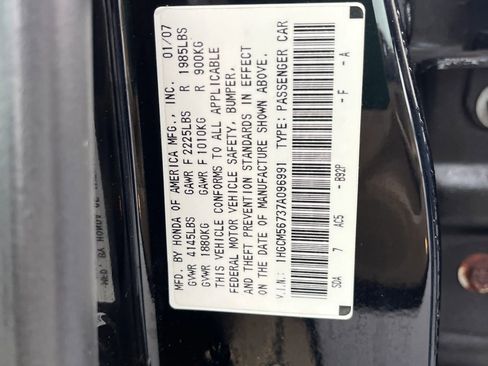 MFD. BY HONDA OF AMERICA MFG., INC. 01/07
GVWR 4145LBS GAWR F 2225LBS R 1985LBS
GVWR 1880KG GAWR F 1010KG R 900KG
THIS VEHICLE CONFORMS TO ALL APPLICABLE
FEDERAL MOTOR VEHICLE SAFETY, BUMPER,
AND THEFT PREVENTION STANDARDS IN EFFECT
ON THE DATE OF MANUFACTURE SHOWN ABOVE.
V.I.N.: 1HGCM56737A096991 TYPE: PASSENGER CAR
SDA 7 AC5 - B92P - F - A